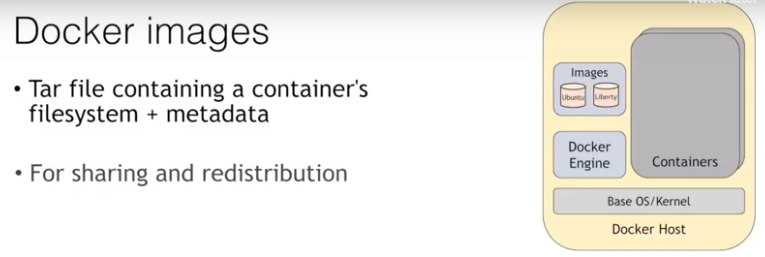 Docker images
• Tar file containing a container's
filesystem + metadata
• For sharing and redistribution
Images
Ubuntu
Liberty
Docker
Engine
Containers
Base OS/Kernel
Docker Host